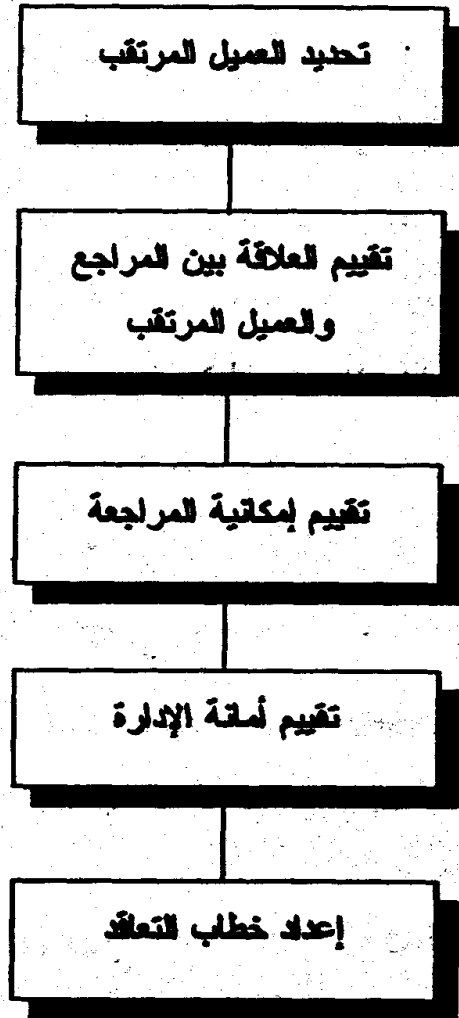 تحديد العميل المرتقب
تقييم العلاقة بين المراجع
والعميل المرتقب
تقييم إمكانية المراجعة
تقييم أمانة الإدارة
إعداد خطاب التعاقد